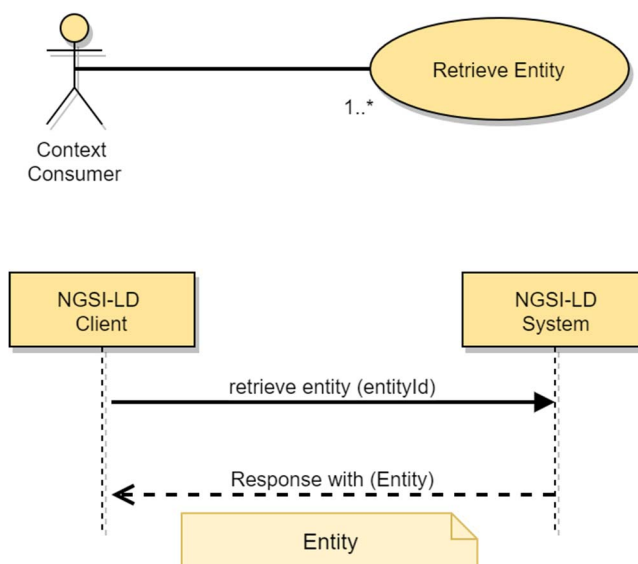 Retrieve Entity
1..*
Context
Consumer
NGSI-LD
Client
NGSI-LD
System
retrieve entity (entityId)
Response with (Entity)
Entity